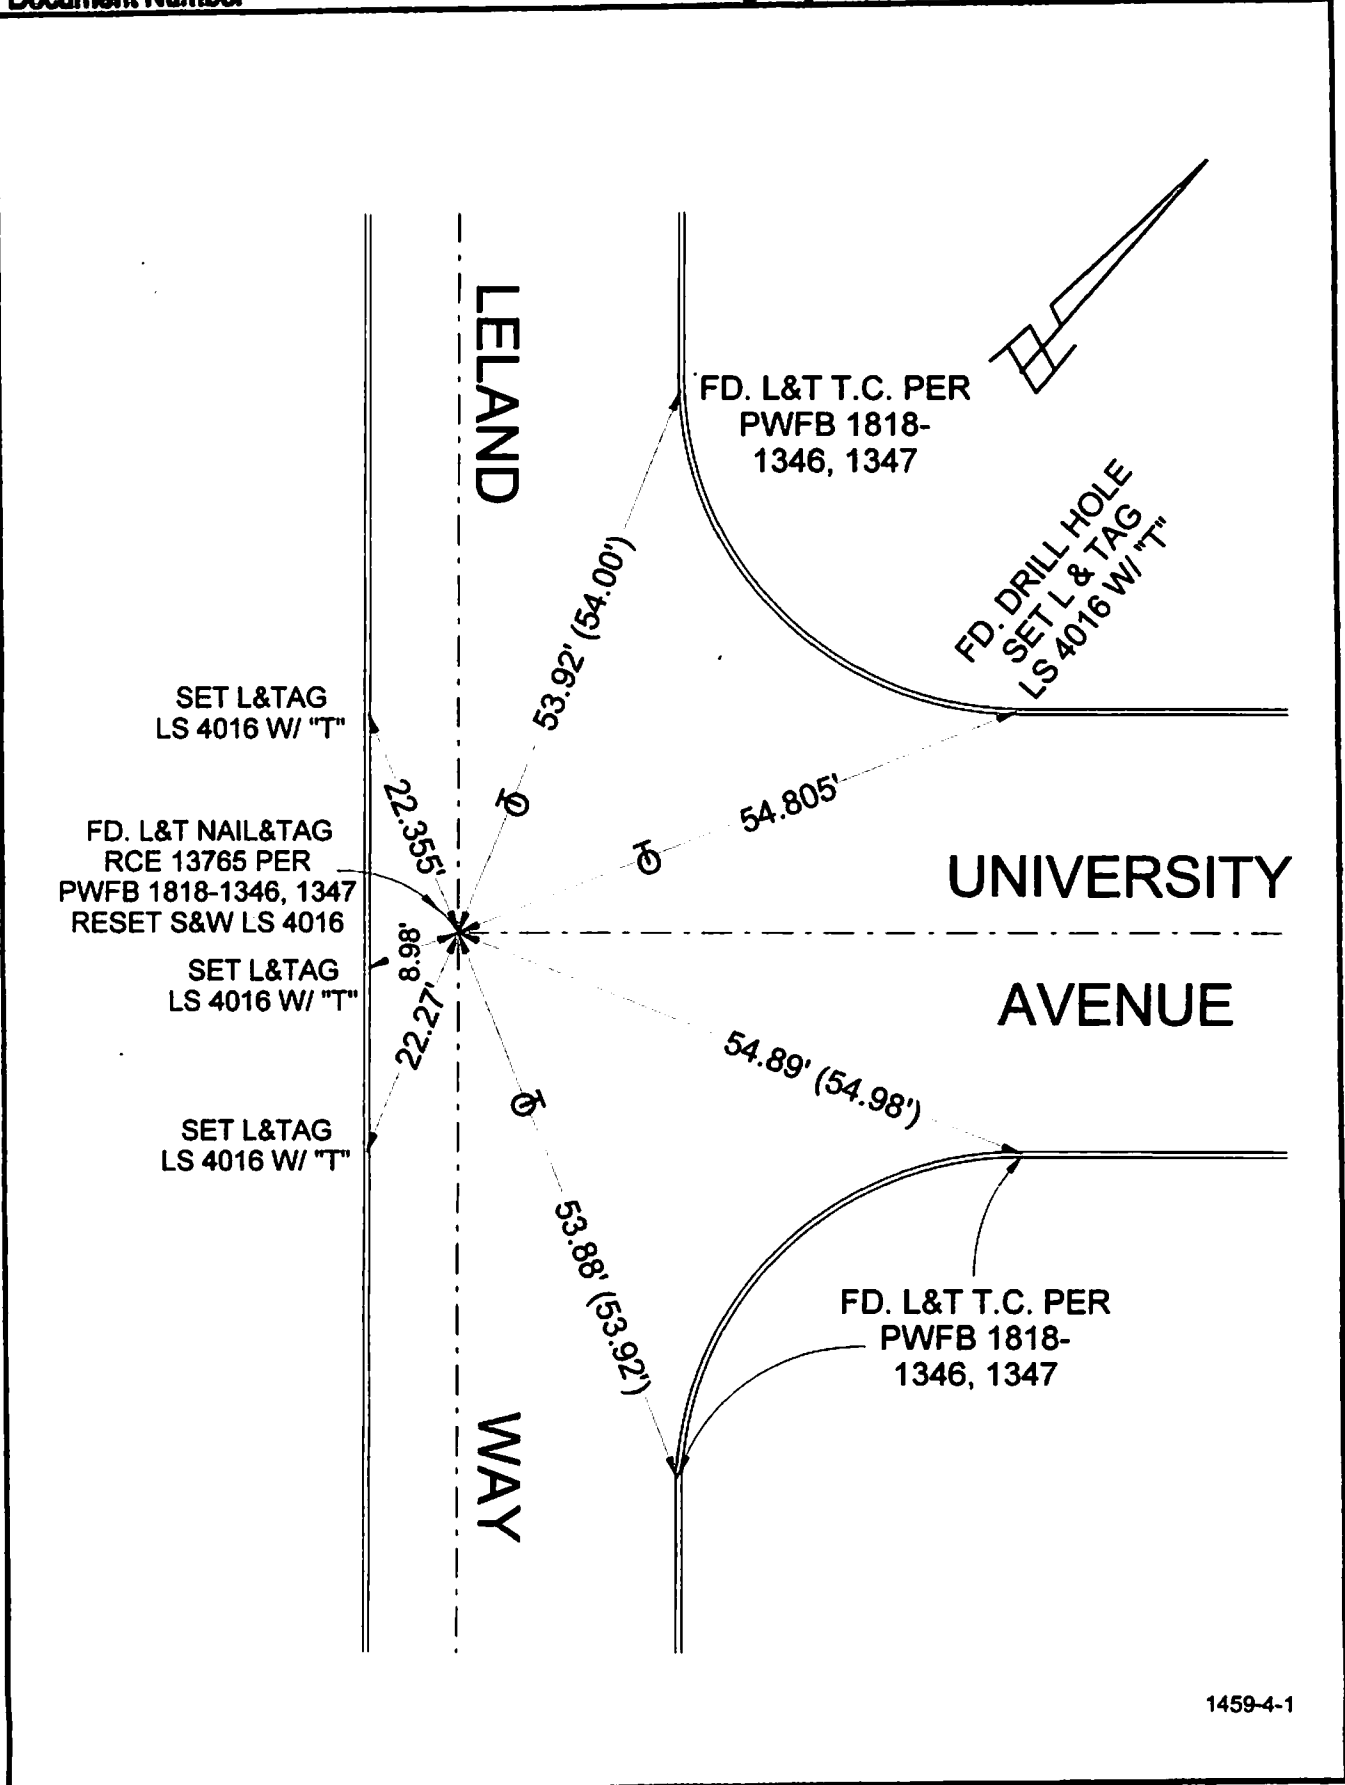 Document Number
LELAND
FD. L&T T.C. PER
PWFB 1818-
1346, 1347
FD. DRILL HOLE
SET L & TAG
LS 4016 W/ "T"
53.92' (54.00')
SET L&TAG
LS 4016 W/ "T"
22.355'
54.805'
FD. L&T NAIL&TAG
RCE 13765 PER
PWFB 1818-1346, 1347
RESET S&W LS 4016
UNIVERSITY
AVENUE
8.98'
SET L&TAG
LS 4016 W/ "T"
22.27'
54.89' (54.98')
SET L&TAG
LS 4016 W/ "T"
53.88' (53.92')
FD. L&T T.C. PER
PWFB 1818-
1346, 1347
WAY
1459-4-1